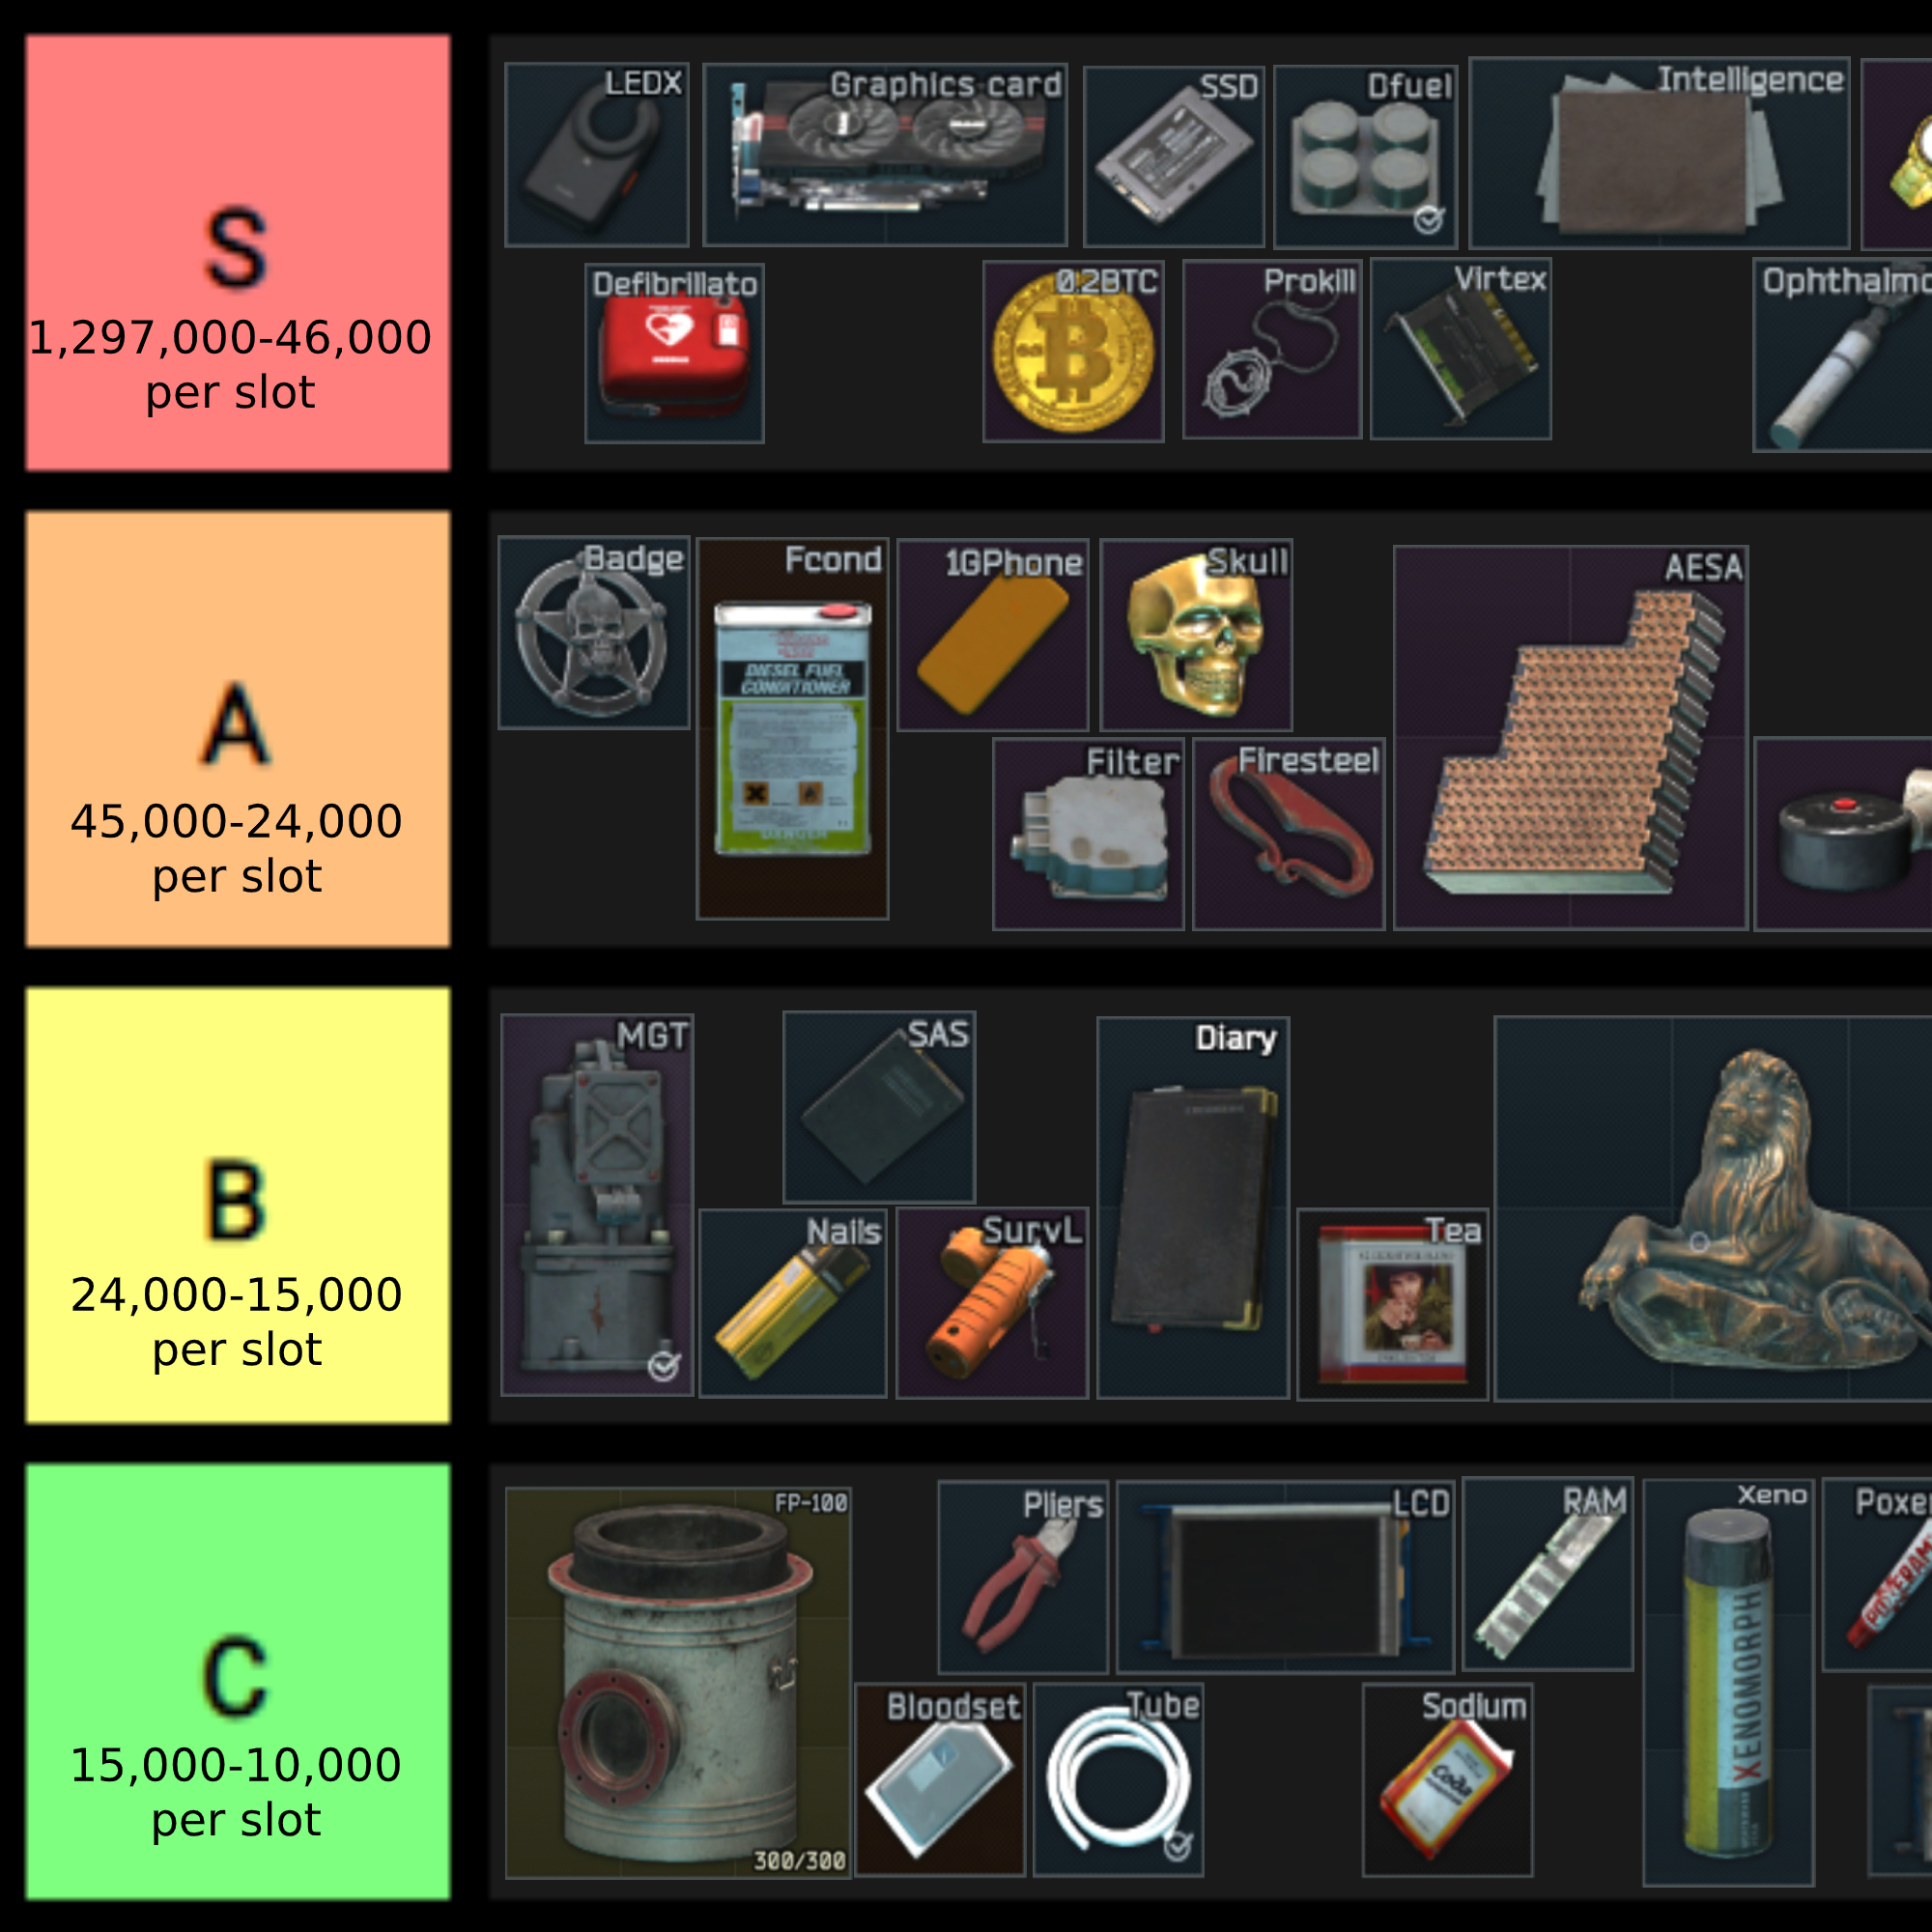 S
1,297,000-46,000
per slot
LEDX
Graphics card
SSD
Dfuel
Intelligence
Defibrillato
0.2BTC
Prokill
Virtex
Ophthalmo
A
45,000-24,000
per slot
Badge
Fcond
DIESEL FUEL
CONDITIONER
DANGER
1GPhone
Skull
AESA
Filter
Firesteel
B
24,000-15,000
per slot
MGT
SAS
Diary
Nails
SurvL
Tea
C
15,000-10,000
per slot
FP-100
300/300
Pliers
LCD
RAM
Xeno
XENOMORPH
Poxe
Bloodset
Tube
Sodium
Coda